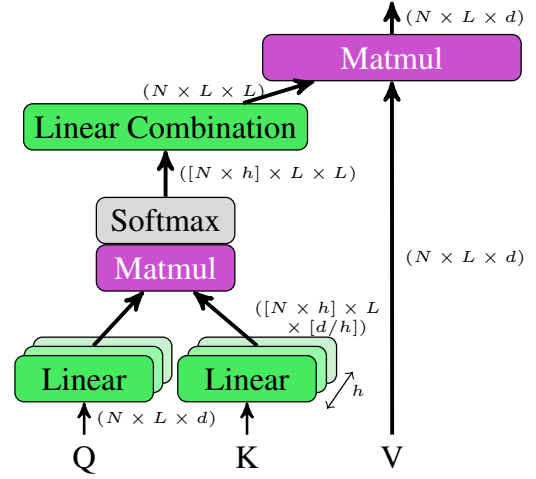 (N × L × d)
Matmul
(N × L × L)
Linear Combination
([N × h] × L × L)
Softmax
Matmul
(N × L × d)
([N × h] × L
× [d/h])
Linear
Linear
h
(N × L × d)
Q
K
V